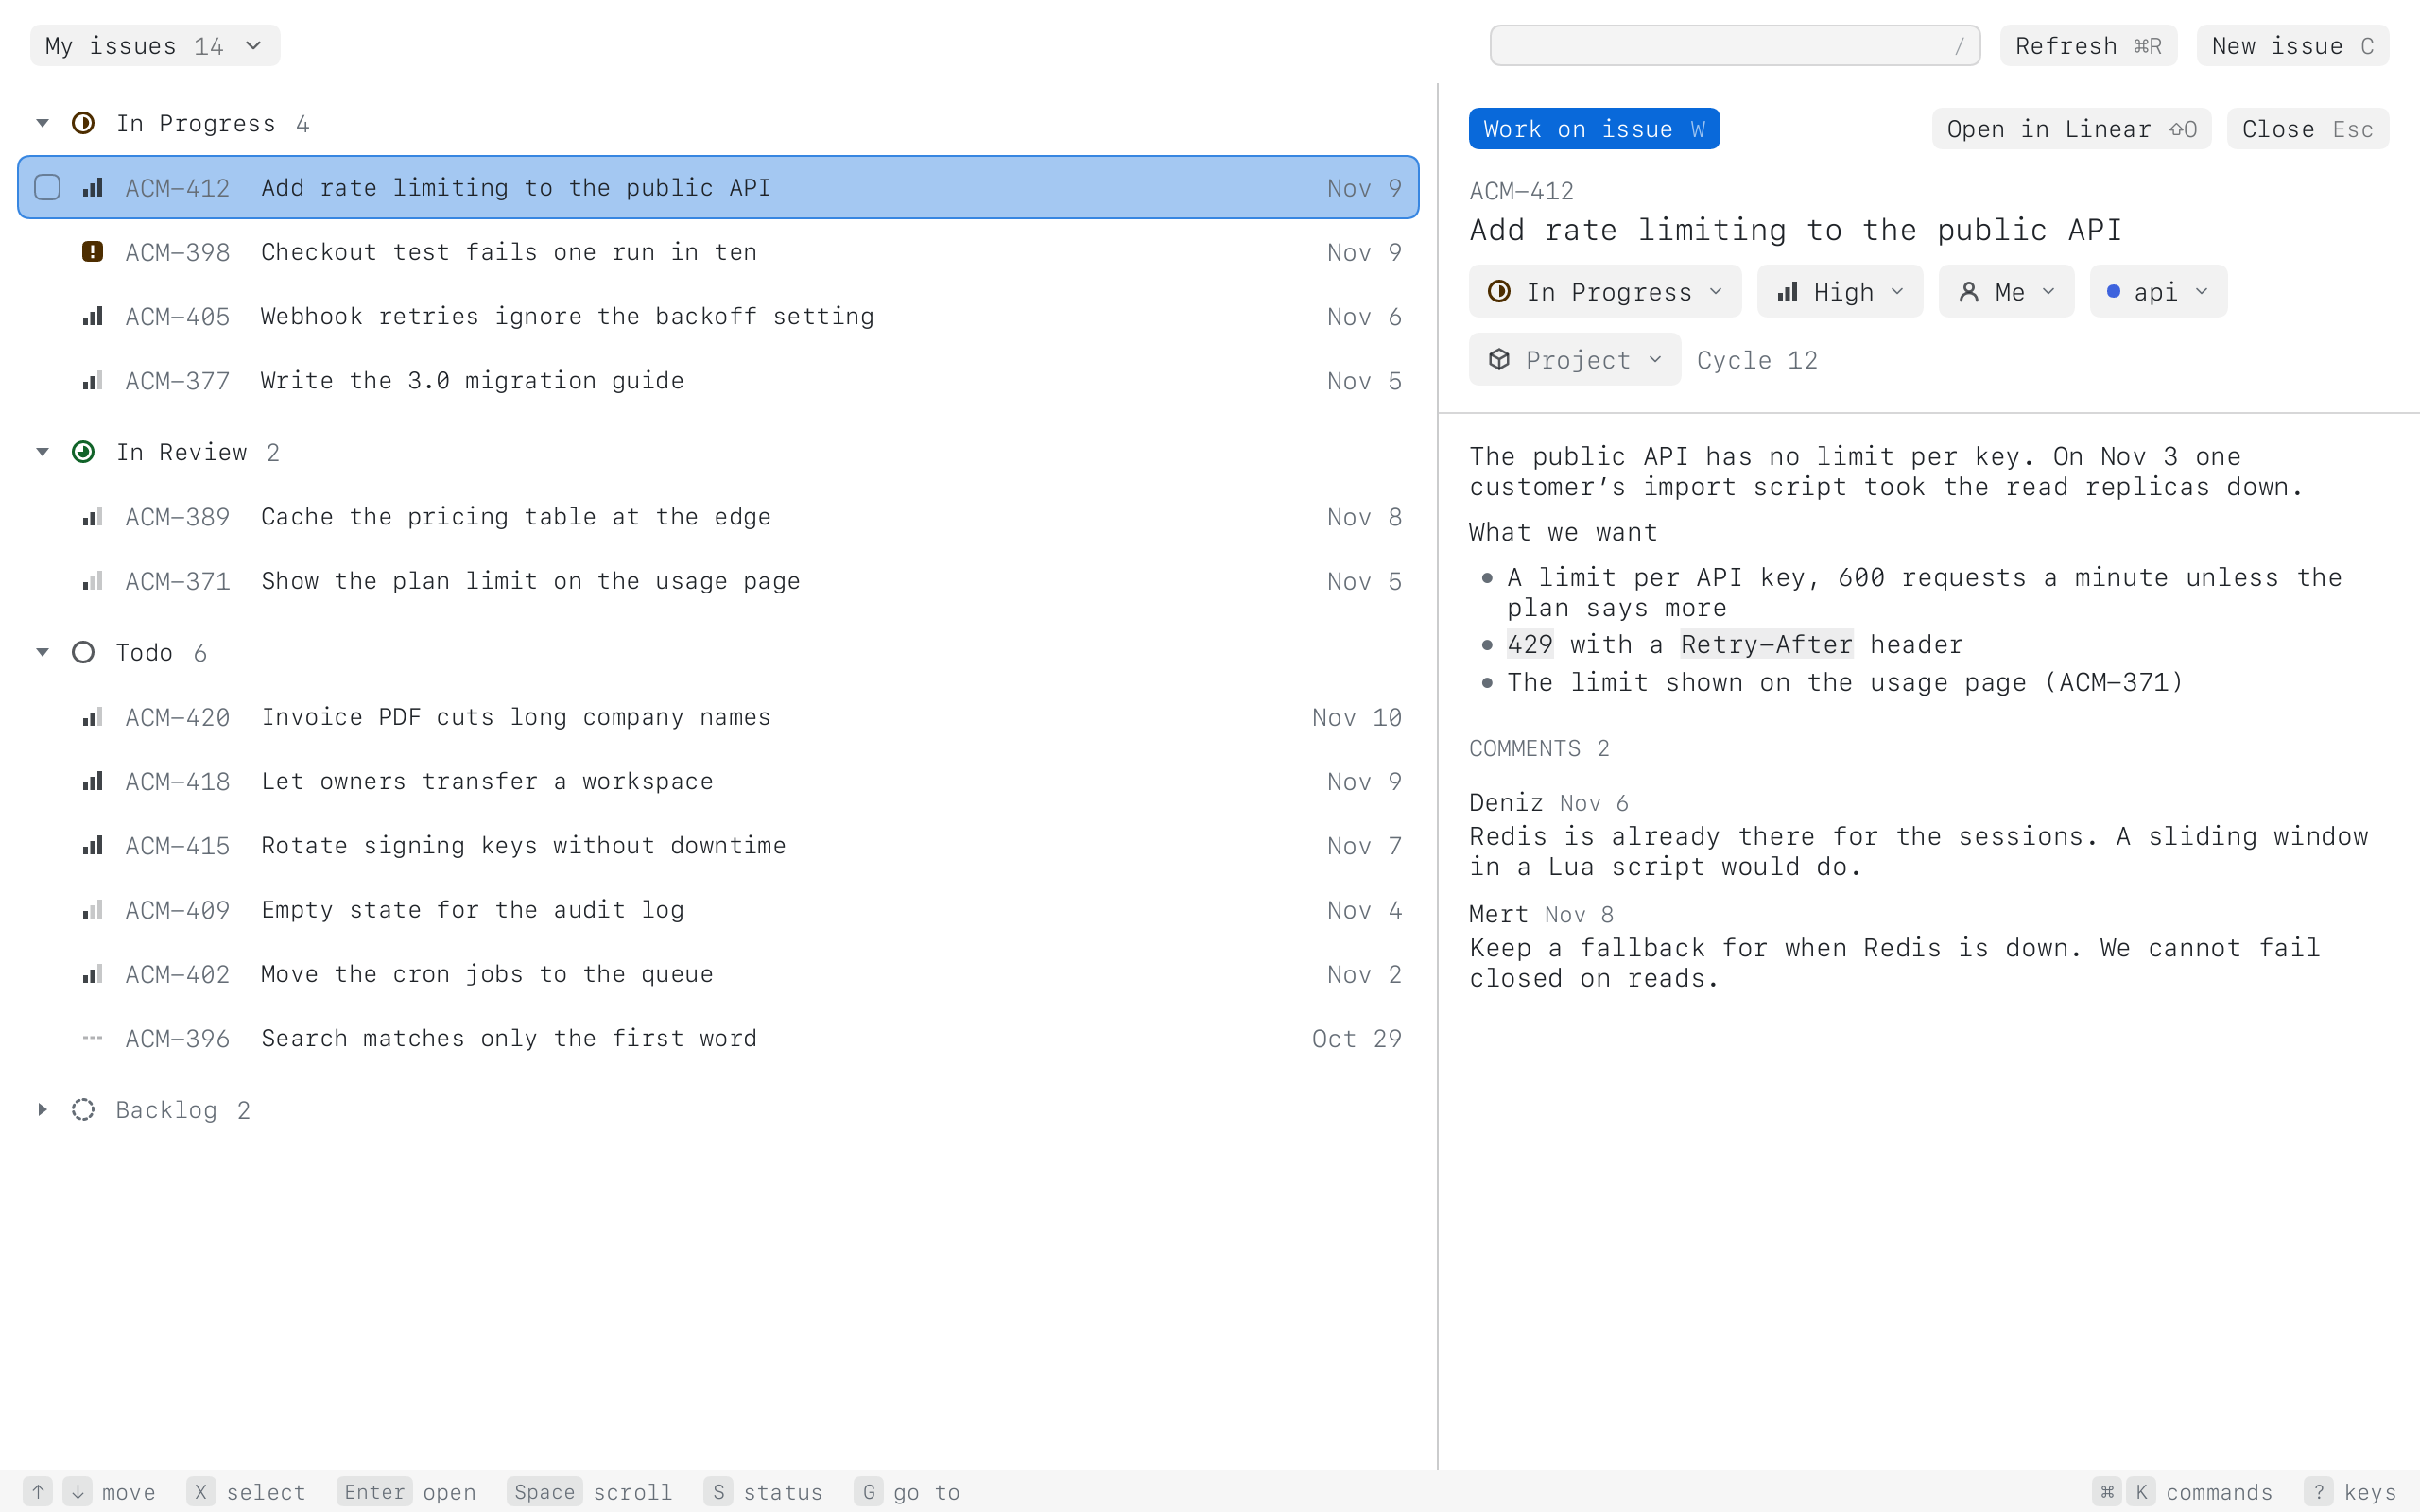 My issues 14
/
Refresh ⌘R
New issue C
In Progress 4
ACM-412 Add rate limiting to the public API Nov 9
ACM-398 Checkout test fails one run in ten Nov 9
ACM-405 Webhook retries ignore the backoff setting Nov 6
ACM-377 Write the 3.0 migration guide Nov 5
In Review 2
ACM-389 Cache the pricing table at the edge Nov 8
ACM-371 Show the plan limit on the usage page Nov 5
Todo 6
ACM-420 Invoice PDF cuts long company names Nov 10
ACM-418 Let owners transfer a workspace Nov 9
ACM-415 Rotate signing keys without downtime Nov 7
ACM-409 Empty state for the audit log Nov 4
ACM-402 Move the cron jobs to the queue Nov 2
ACM-396 Search matches only the first word Oct 29
Backlog 2
Work on issue W
Open in Linear ⇧O
Close Esc
ACM-412
Add rate limiting to the public API
In Progress High Me api
Project Cycle 12
The public API has no limit per key. On Nov 3 one
customer’s import script took the read replicas down.
What we want
• A limit per API key, 600 requests a minute unless the
plan says more
• 429 with a Retry-After header
• The limit shown on the usage page (ACM-371)
COMMENTS 2
Deniz Nov 6
Redis is already there for the sessions. A sliding window
in a Lua script would do.
Mert Nov 8
Keep a fallback for when Redis is down. We cannot fail
closed on reads.
↑ ↓ move X select Enter open Space scroll S status G go to
⌘ K commands ? keys